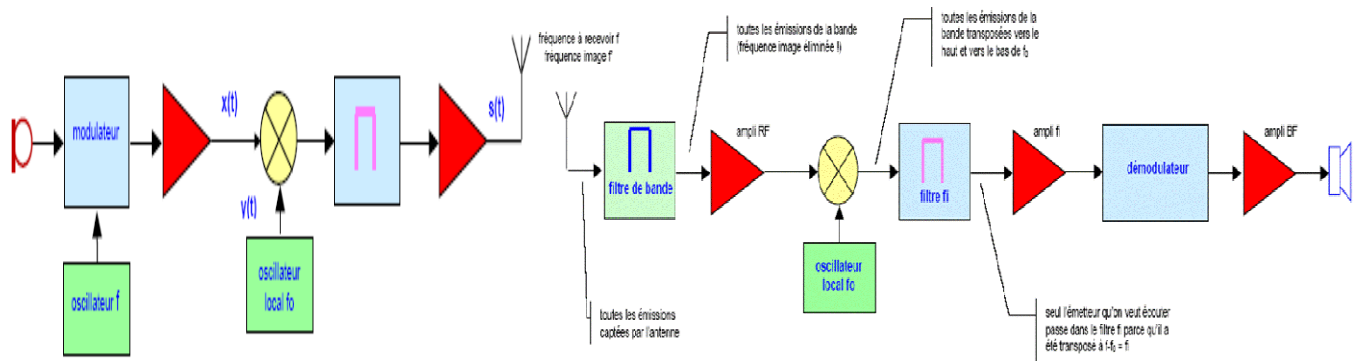 modulateur
oscillateur f
x(t)
v(t)
oscillateur
local fo
s(t)
fréquence à recevoir f
fréquence image f'
toutes les émissions
captées par l'antenne
filtre de bande
toutes les émissions de la bande
(fréquence image eliminée !)
ampli RF
oscillateur
local fo
toutes les émissions de la
bande transposées vers le
haut et vers le bas de f₀
filtre fi
ampli fi
seul l'émetteur qu'on veut écouter
passe dans le filtre fi parce qu'il a
été transposé à f-f₀ = fi
démodulateur
ampli BF